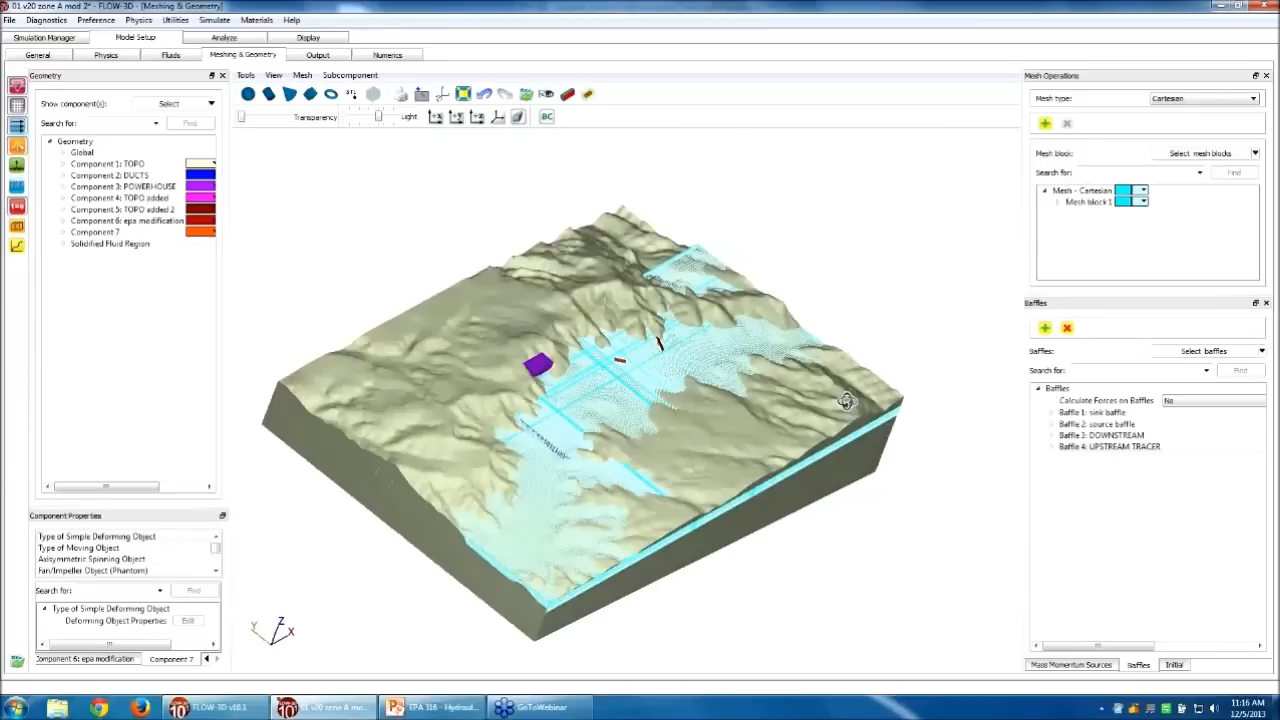 01 v20 zone A mod 2* - FLOW-3D - [Meshing & Geometry]
File Diagnostics Preference Physics Utilities Simulate Materials Help
Simulation Manager Model Setup Analyze Display
General Physics Fluids Meshing & Geometry Output Numerics
Geometry
Show component(s): Select
Search for: Find
Geometry
Global
Component 1: TOPO
Component 2: DUCTS
Component 3: POWERHOUSE
Component 4: TOPO added
Component 5: TOPO added 2
Component 6: epa modification
Component 7
Solidified Fluid Region
Component Properties
Type of Simple Deforming Object
Type of Moving Object
Axisymmetric Spinning Object
Fan/Impeller Object (Phantom)
Search for: Find
Type of Simple Deforming Object
Deforming Object Properties Edit
Component 6: epa modification Component 7
Tools View Mesh Subcomponent
STL
Transparency Light BC
Z
Y
X
Mesh Operations
Mesh type: Cartesian
Mesh block: Select mesh blocks
Search for: Find
Mesh - Cartesian
Mesh block 1
Baffles
Baffles: Select baffles
Search for: Find
Baffles
Calculate Forces on Baffles No
Baffle 1: sink baffle
Baffle 2: source baffle
Baffle 3: DOWNSTREAM
Baffle 4: UPSTREAM TRACER
Mass Momentum Sources Baffles Initial
FLOW-3D v10.1 01 v20 zone A mo... EPA 316 - Hydraul... GoToWebinar
11:16 AM
12/5/2013